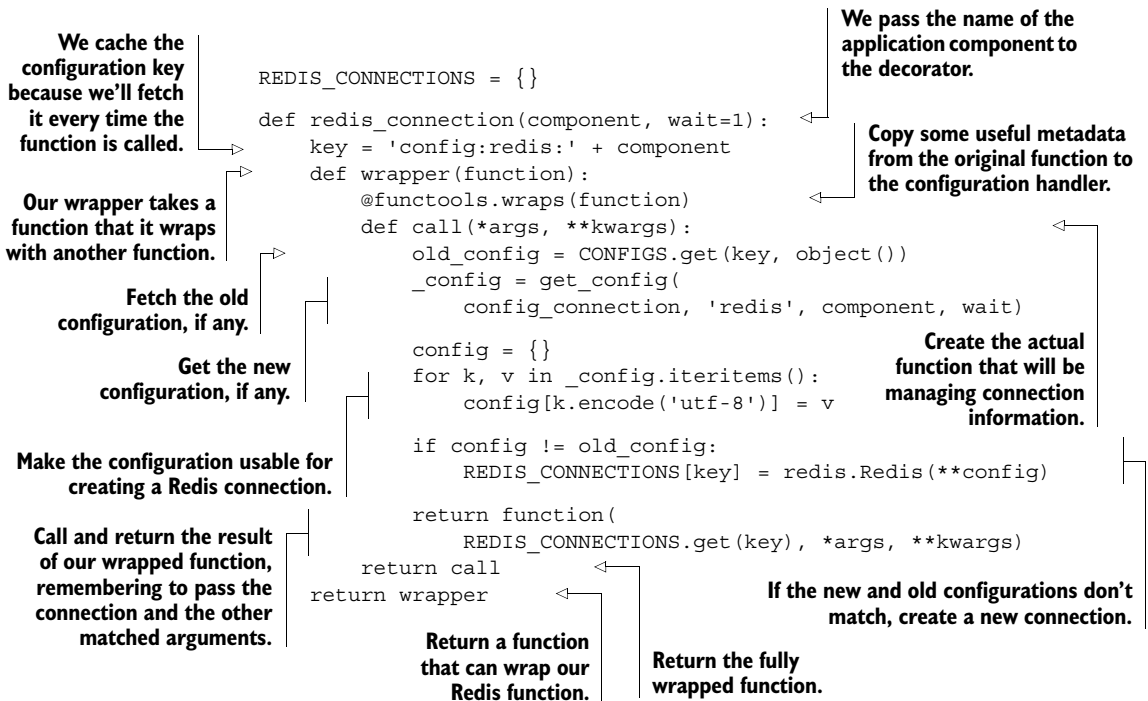 We cache the
configuration key
because we'll fetch
it every time the
function is called.
Our wrapper takes a
function that it wraps
with another function.
Fetch the old
configuration, if any.
Get the new
configuration, if any.
Make the configuration usable for
creating a Redis connection.
Call and return the result
of our wrapped function,
remembering to pass the
connection and the other
matched arguments.
REDIS_CONNECTIONS = {}
def redis_connection(component, wait=1):
    key = 'config:redis:' + component
    def wrapper(function):
        @functools.wraps(function)
        def call(*args, **kwargs):
            old_config = CONFIGS.get(key, object())
            _config = get_config(
                config_connection, 'redis', component, wait)
            config = {}
            for k, v in _config.iteritems():
                config[k.encode('utf-8')] = v
            if config != old_config:
                REDIS_CONNECTIONS[key] = redis.Redis(**config)
            return function(
                REDIS_CONNECTIONS.get(key), *args, **kwargs)
        return call
    return wrapper
We pass the name of the
application component to
the decorator.
Copy some useful metadata
from the original function to
the configuration handler.
Create the actual
function that will be
managing connection
information.
If the new and old configurations don't
match, create a new connection.
Return a function
that can wrap our
Redis function.
Return the fully
wrapped function.